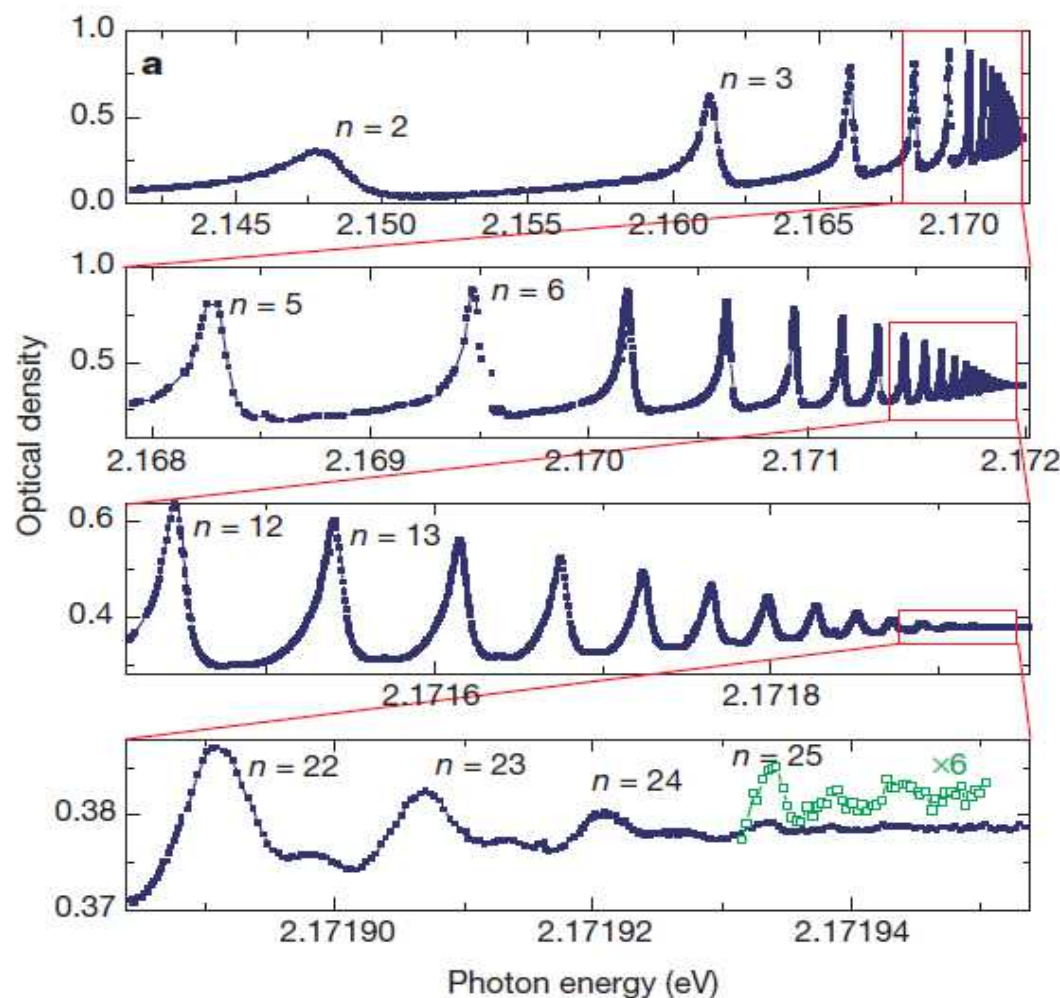 a
1.0
0.5
0.0
n = 2
n = 3
2.145 2.150 2.155 2.160 2.165 2.170
1.0
0.5
n = 5
n = 6
2.168 2.169 2.170 2.171 2.172
Optical density
0.6
0.4
n = 12
n = 13
2.1716 2.1718
0.38
0.37
n = 22
n = 23
n = 24
n = 25
×6
2.17190 2.17192 2.17194
Photon energy (eV)